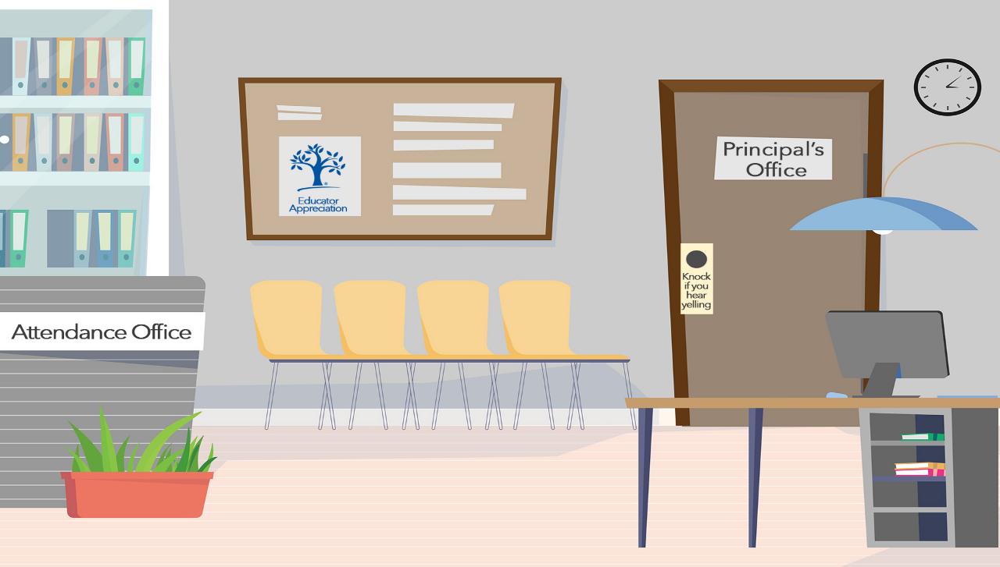 Principal's
Office
Educator
Appreciation
Knock
if you
hear
yelling
Attendance Office